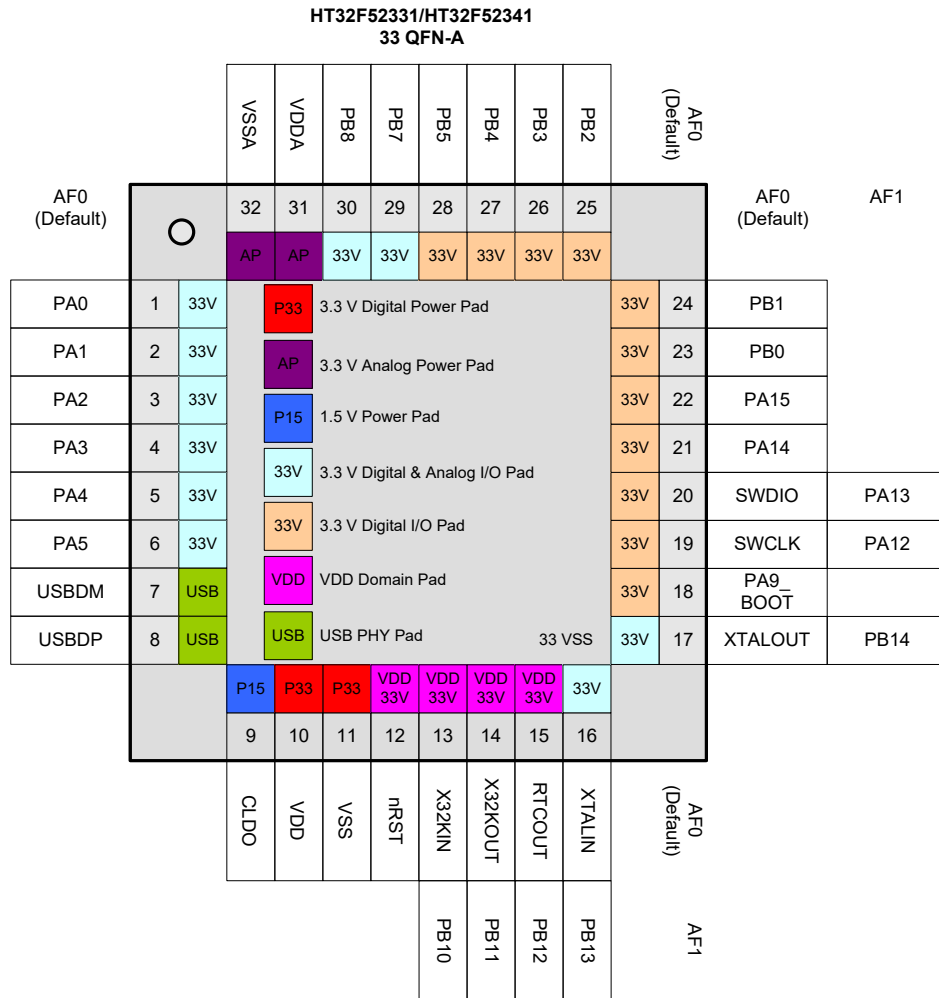 HT32F52331/HT32F52341
33 QFN-A
VSSA
VDDA
PB8
PB7
PB5
PB4
PB3
PB2
AF0
(Default)
AF0
(Default)
32 31 30 29 28 27 26 25
AF0
(Default)
AF1
AP AP 33V 33V 33V 33V 33V 33V
PA0 1 33V P33 3.3 V Digital Power Pad 33V 24 PB1
PA1 2 33V AP 3.3 V Analog Power Pad 33V 23 PB0
PA2 3 33V P15 1.5 V Power Pad 33V 22 PA15
PA3 4 33V 33V 3.3 V Digital & Analog I/O Pad 33V 21 PA14
PA4 5 33V 33V 3.3 V Digital I/O Pad 33V 20 SWDIO PA13
PA5 6 33V 33V 19 SWCLK PA12
USBDM 7 USB VDD VDD Domain Pad 33V 18 PA9_
BOOT
USBDP 8 USB USB USB PHY Pad 33 VSS 33V 17 XTALOUT PB14
P15 P33 P33 VDD VDD VDD VDD 33V
33V 33V 33V 33V
9 10 11 12 13 14 15 16
CLDO
VDD
VSS
nRST
X32KIN
X32KOUT
RTCOUT
XTALIN
AF0
(Default)
PB10
PB11
PB12
PB13
AF1